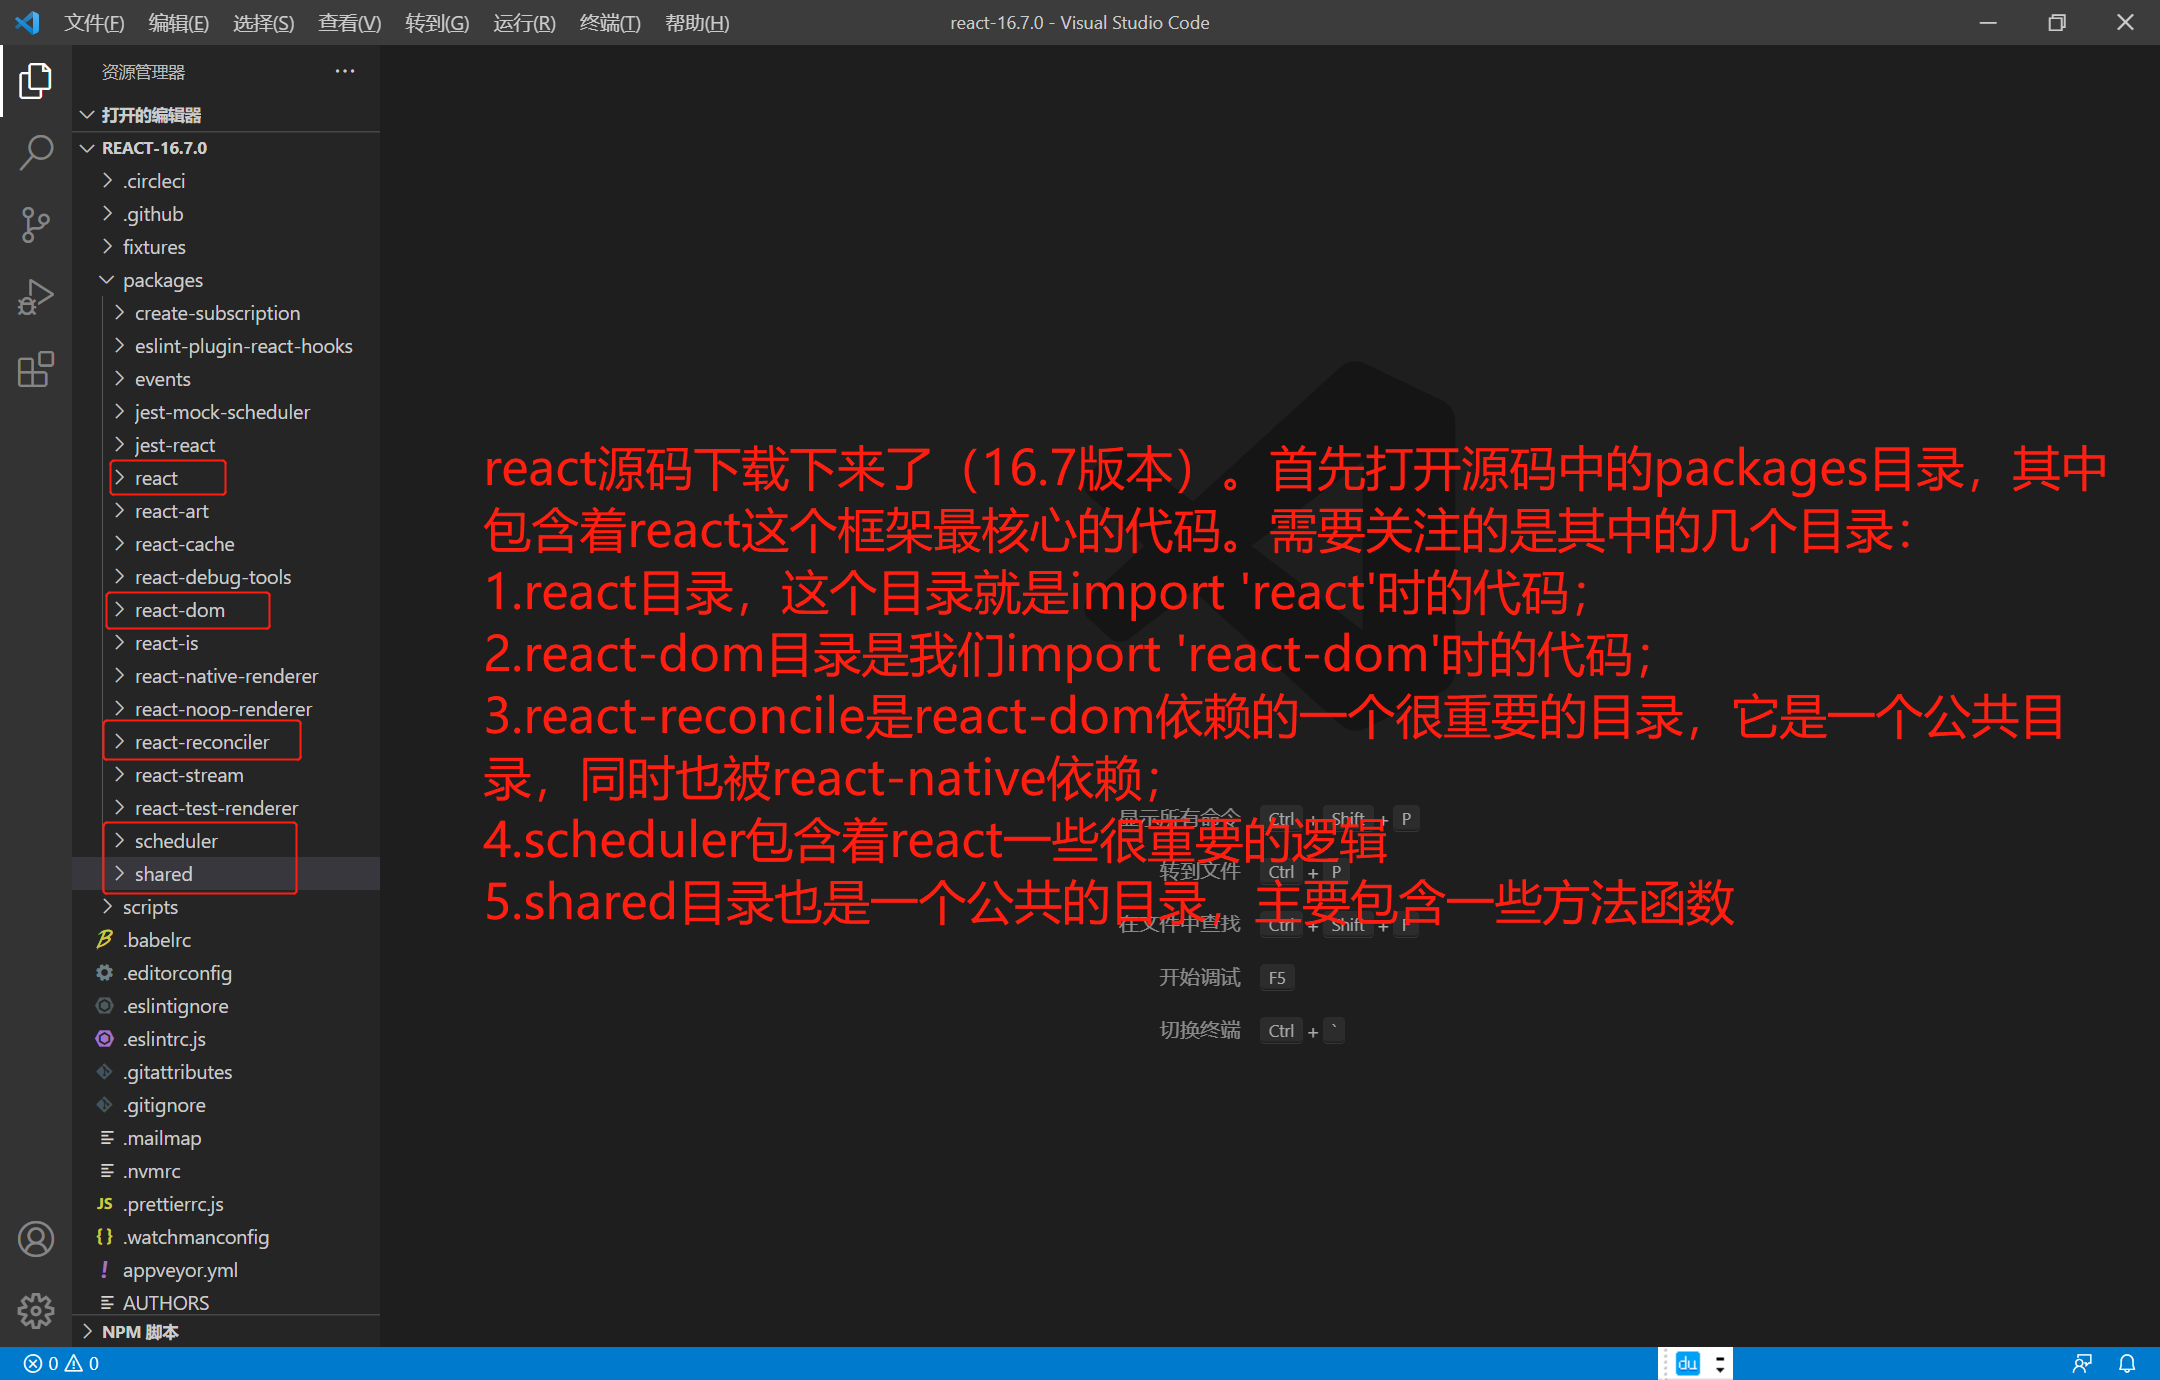 文件(F) 编辑(E) 选择(S) 查看(V) 转到(G) 运行(R) 终端(T) 帮助(H)
react-16.7.0 - Visual Studio Code
资源管理器
打开的编辑器
REACT-16.7.0
.circleci
.github
fixtures
packages
create-subscription
eslint-plugin-react-hooks
events
jest-mock-scheduler
jest-react
react
react-art
react-cache
react-debug-tools
react-dom
react-is
react-native-renderer
react-noop-renderer
react-reconciler
react-stream
react-test-renderer
scheduler
shared
scripts
.babelrc
.editorconfig
.eslintignore
.eslintrc.js
.gitattributes
.gitignore
.mailmap
.nvmrc
.prettierrc.js
.watchmanconfig
appveyor.yml
AUTHORS
NPM 脚本
react源码下载下来了（16.7版本）。首先打开源码中的packages目录，其中
包含着react这个框架最核心的代码。需要关注的是其中的几个目录：
1.react目录，这个目录就是import 'react'时的代码；
2.react-dom目录是我们import 'react-dom'时的代码；
3.react-reconcile是react-dom依赖的一个很重要的目录，它是一个公共目
录，同时也被react-native依赖；
显示所有命令 Ctrl + Shift + P
4.scheduler包含着react一些很重要的逻辑
转到文件 Ctrl + P
5.shared目录也是一个公共的目录，主要包含一些方法函数
在文件中查找 Ctrl + Shift + F
开始调试 F5
切换终端 Ctrl + `
0 0
du